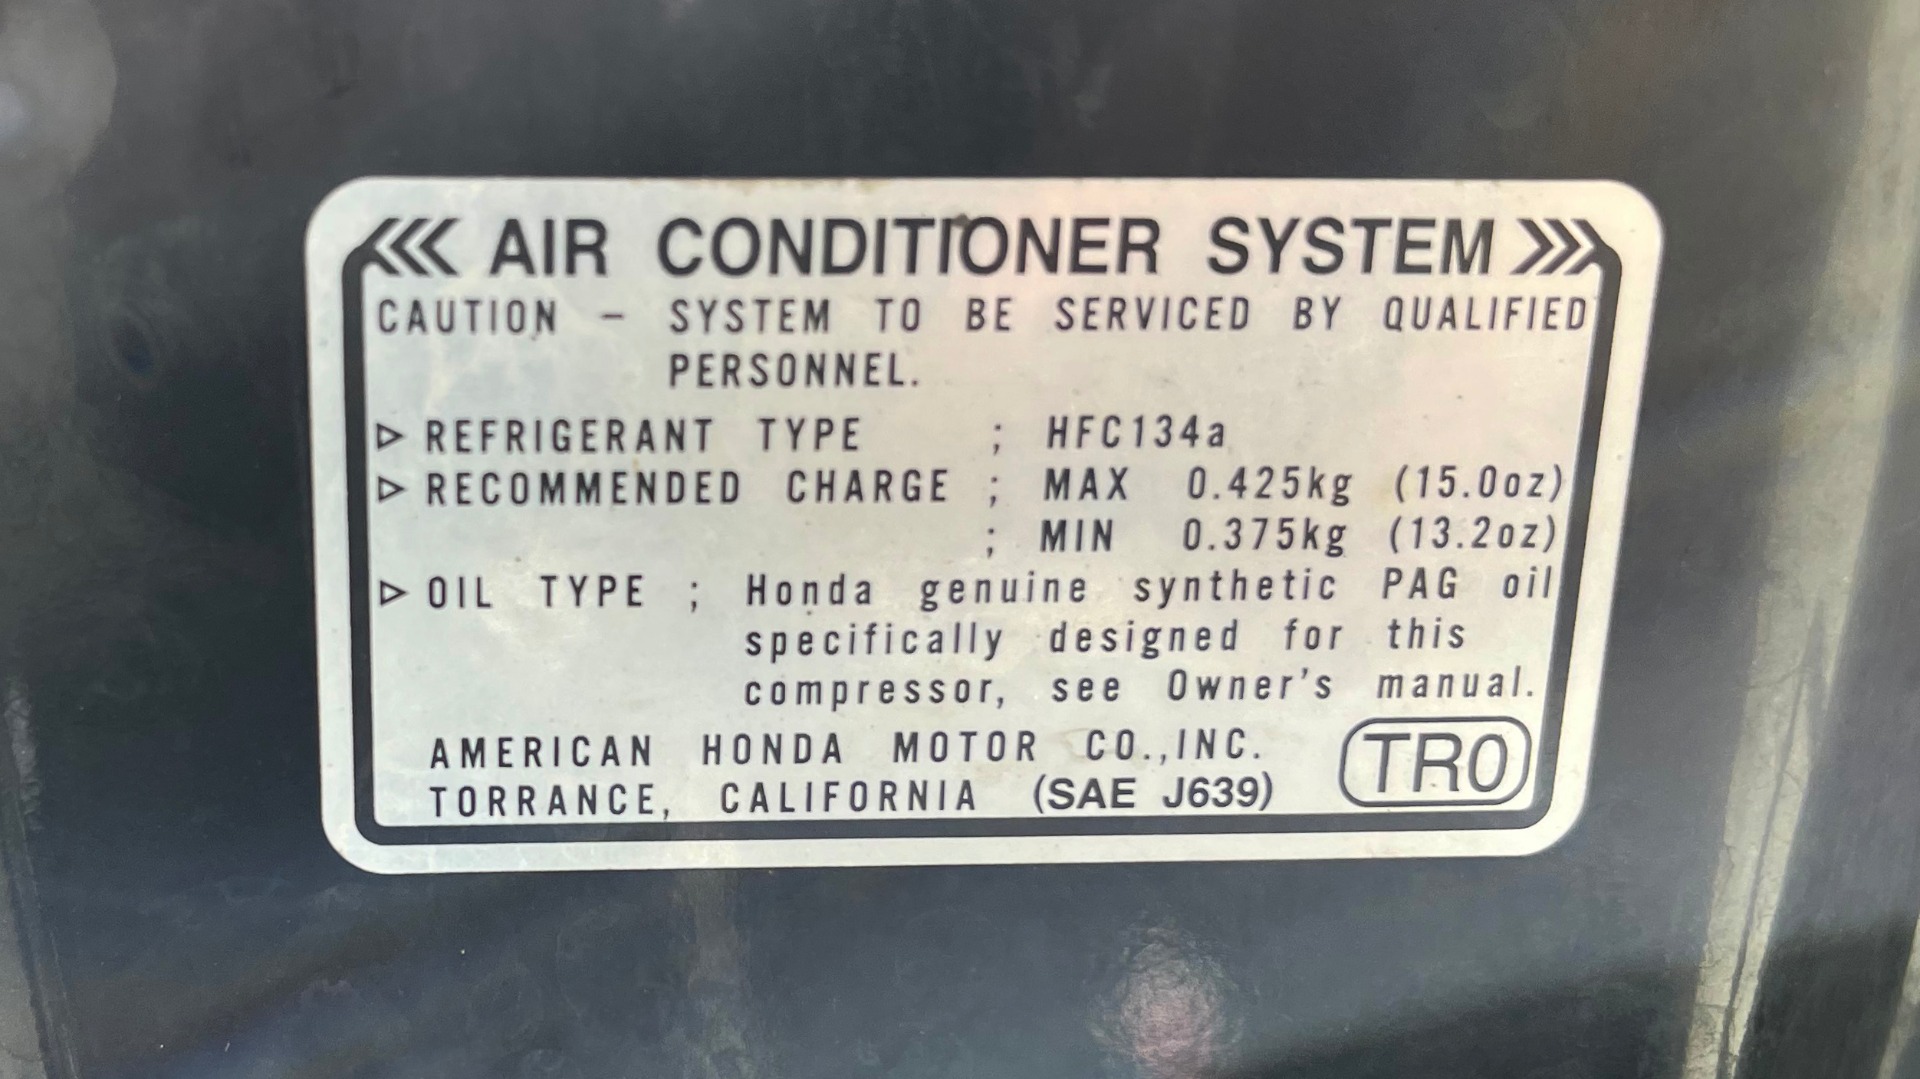 AIR CONDITIONER SYSTEM
CAUTION - SYSTEM TO BE SERVICED BY QUALIFIED
PERSONNEL.
REFRIGERANT TYPE ; HFC134a
RECOMMENDED CHARGE ; MAX 0.425kg (15.0oz)
; MIN 0.375kg (13.2oz)
OIL TYPE ; Honda genuine synthetic PAG oil
specifically designed for this
compressor, see Owner's manual.
AMERICAN HONDA MOTOR CO.,INC.
TORRANCE, CALIFORNIA (SAE J639)
TR0